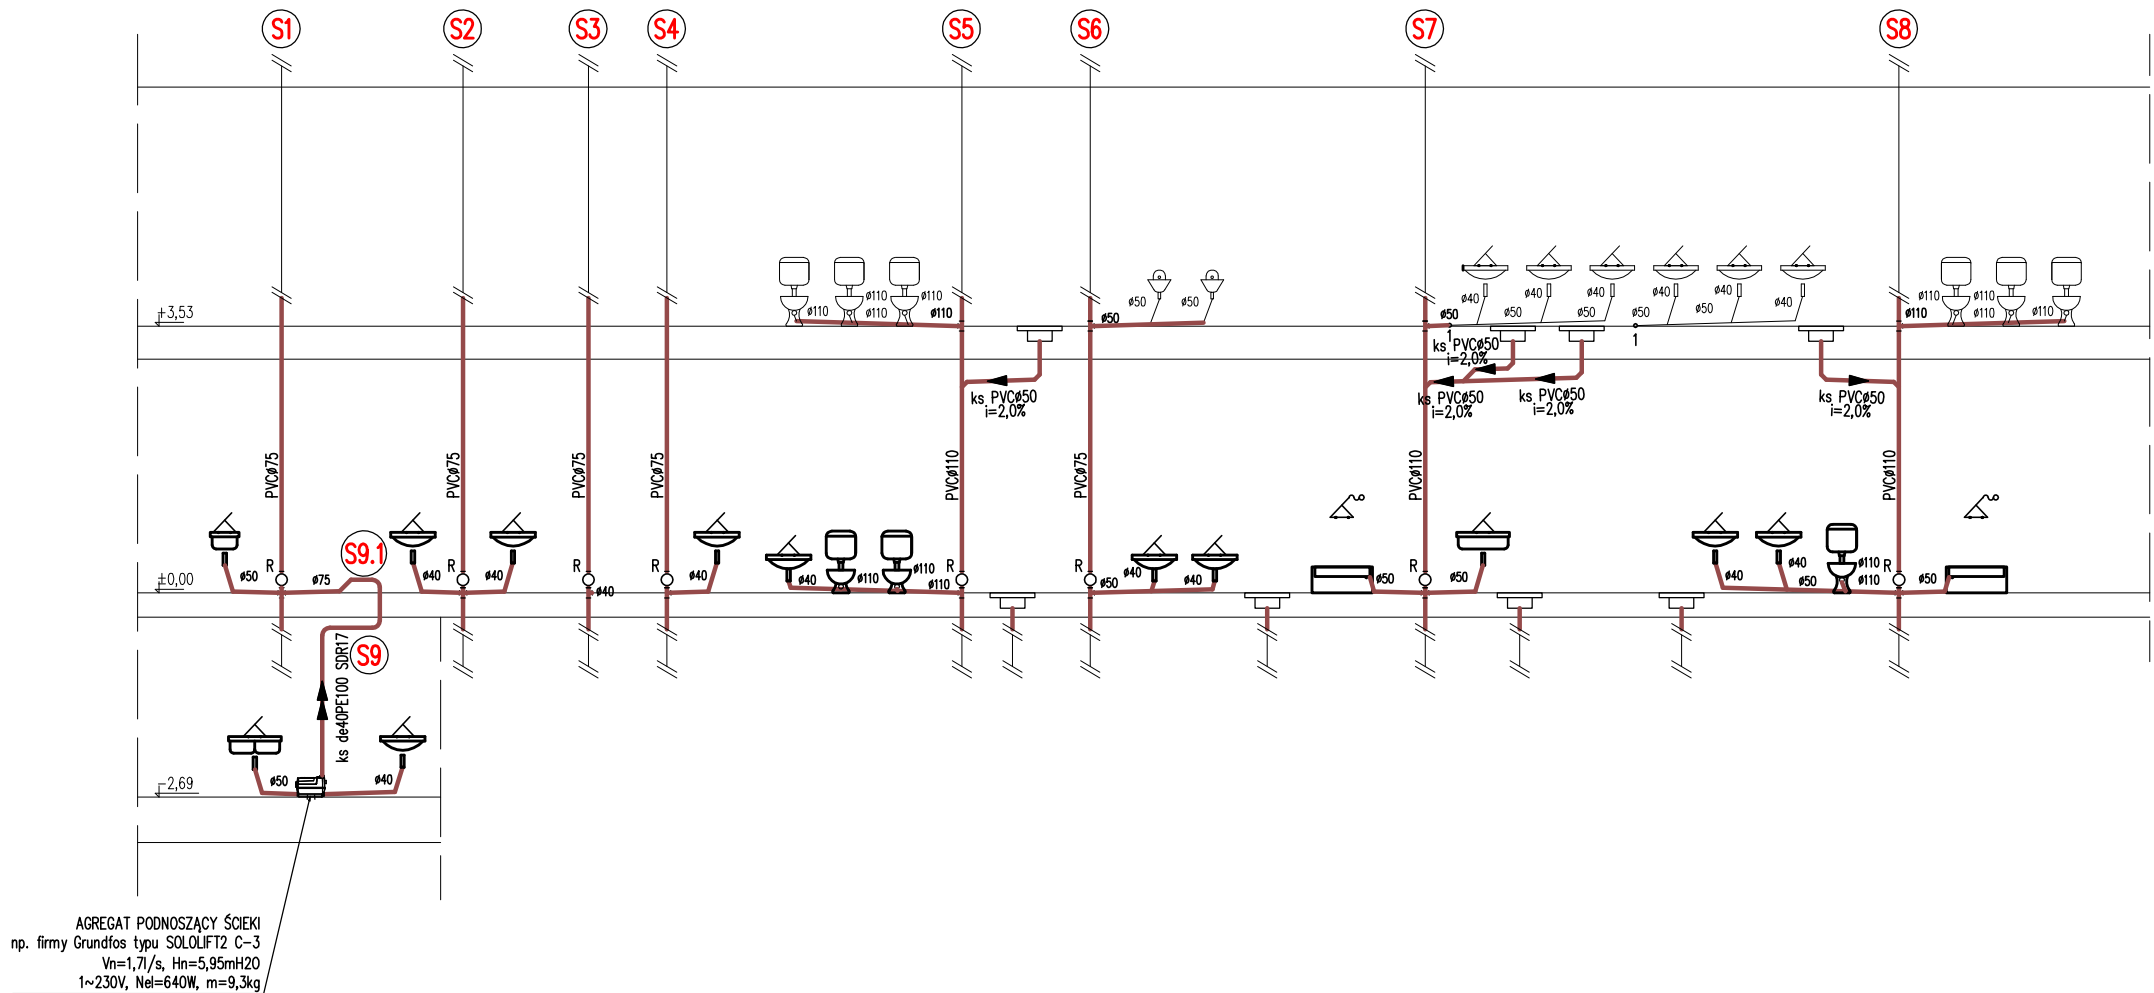 S1 S2 S3 S4 S5 S6 S7 S8
ø40 ø40 ø40 ø40 ø40 ø40
ø110 ø110 ø110 ø110 ø110
ø50 ø50
ø110 ø110 ø110 ø110 ø110
+3,53
ø110
ø50
ø50 ø50 ø50 ø50 ø50
ø110
1 1
ks PVCø50
i=2,0%
ks PVCø50
i=2,0%
ks PVCø50
i=2,0%
ks PVCø50
i=2,0%
ks PVCø50
i=2,0%
PVCø75 PVCø75 PVCø75 PVCø75 PVCø110 PVCø75 PVCø110 PVCø110
S9.1
R R R R R R R R
±0,00
ø50 ø75 ø40 ø40 ø40 ø40 ø40 ø110 ø110 ø110 ø50 ø40 ø40 ø50 ø50 ø40 ø50 ø40 ø110 ø110 ø50
S9
ks de40PE100 SDR17
-2,69
ø50 ø40
AGREGAT PODNOSZĄCY ŚCIEKI
np. firmy Grundfos typu SOLOLIFT2 C-3
Vn=1,7l/s, Hn=5,95mH2O
1~230V, Nel=640W, m=9,3kg